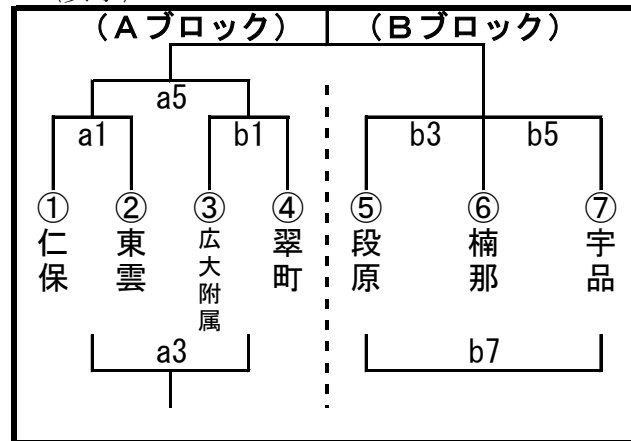 (Aブロック) (Bブロック)
a5
a1 b1 b3 b5
① ② ③ ④ ⑤ ⑥ ⑦
仁保 東雲 広大附属 翠町 段原 楠那 宇品
a3 b7